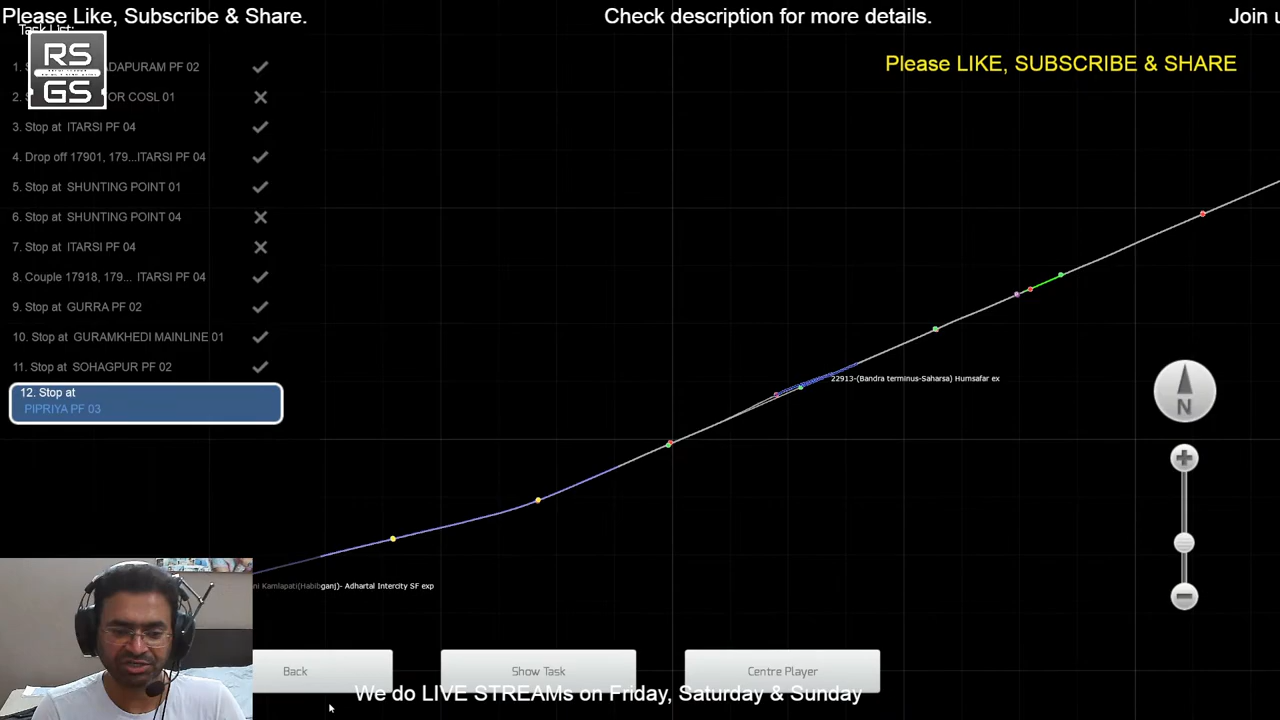 Please Like, Subscribe & Share.
Check description for more details.
Join u
Task List:
RS
GS
Please LIKE, SUBSCRIBE & SHARE
1. S ADAPURAM PF 02
2. S OR COSL 01
3. Stop at ITARSI PF 04
4. Drop off 17901, 179...ITARSI PF 04
5. Stop at SHUNTING POINT 01
6. Stop at SHUNTING POINT 04
7. Stop at ITARSI PF 04
8. Couple 17918, 179... ITARSI PF 04
9. Stop at GURRA PF 02
10. Stop at GURAMKHEDI MAINLINE 01
11. Stop at SOHAGPUR PF 02
12. Stop at
PIPRIYA PF 03
22913-(Bandra terminus-Saharsa) Humsafar ex
N
ani Kamlapati(Habibganj)- Adhartal Intercity SF exp
Back
Show Task
Centre Player
We do LIVE STREAMs on Friday, Saturday & Sunday